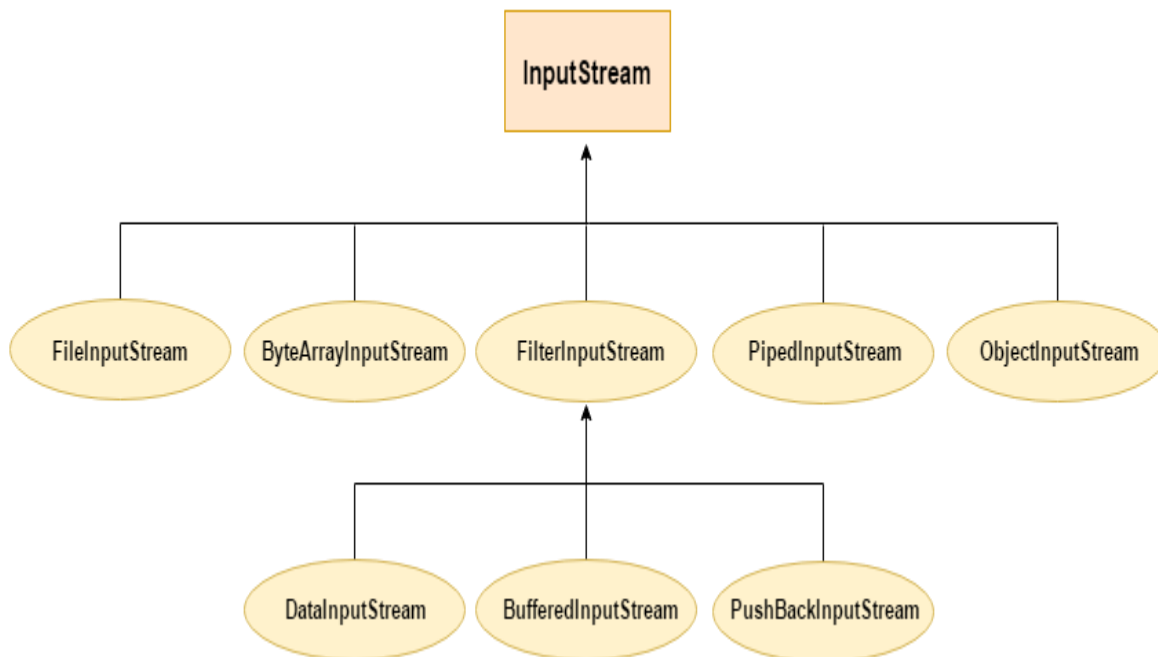 InputStream
FileInputStream
ByteArrayInputStream
FilterInputStream
PipedInputStream
ObjectInputStream
DataInputStream
BufferedInputStream
PushBackInputStream